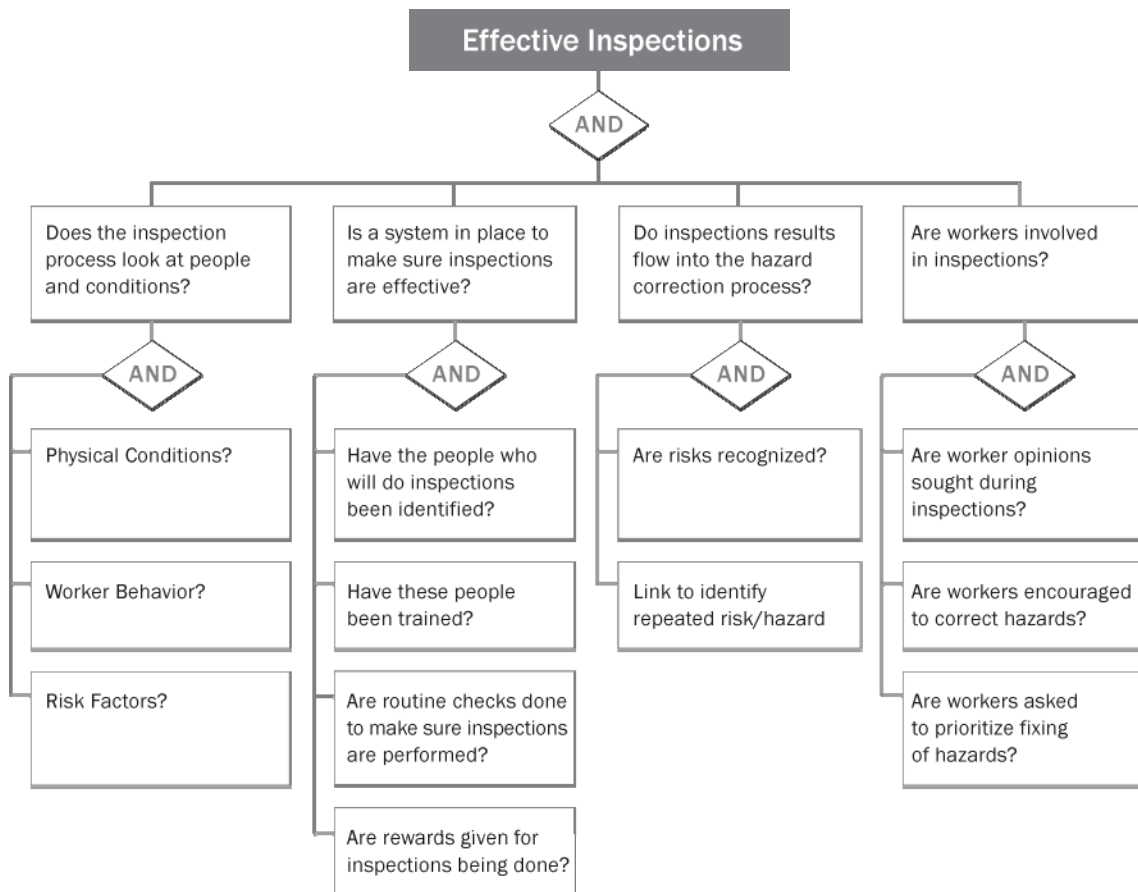 Effective Inspections
AND
Does the inspection
process look at people
and conditions?
AND
Physical Conditions?
Worker Behavior?
Risk Factors?
Is a system in place to
make sure inspections
are effective?
AND
Have the people who
will do inspections
been identified?
Have these people
been trained?
Are routine checks done
to make sure inspections
are performed?
Are rewards given for
inspections being done?
Do inspections results
flow into the hazard
correction process?
AND
Are risks recognized?
Link to identify
repeated risk/hazard
Are workers involved
in inspections?
AND
Are worker opinions
sought during
inspections?
Are workers encouraged
to correct hazards?
Are workers asked
to prioritize fixing
of hazards?